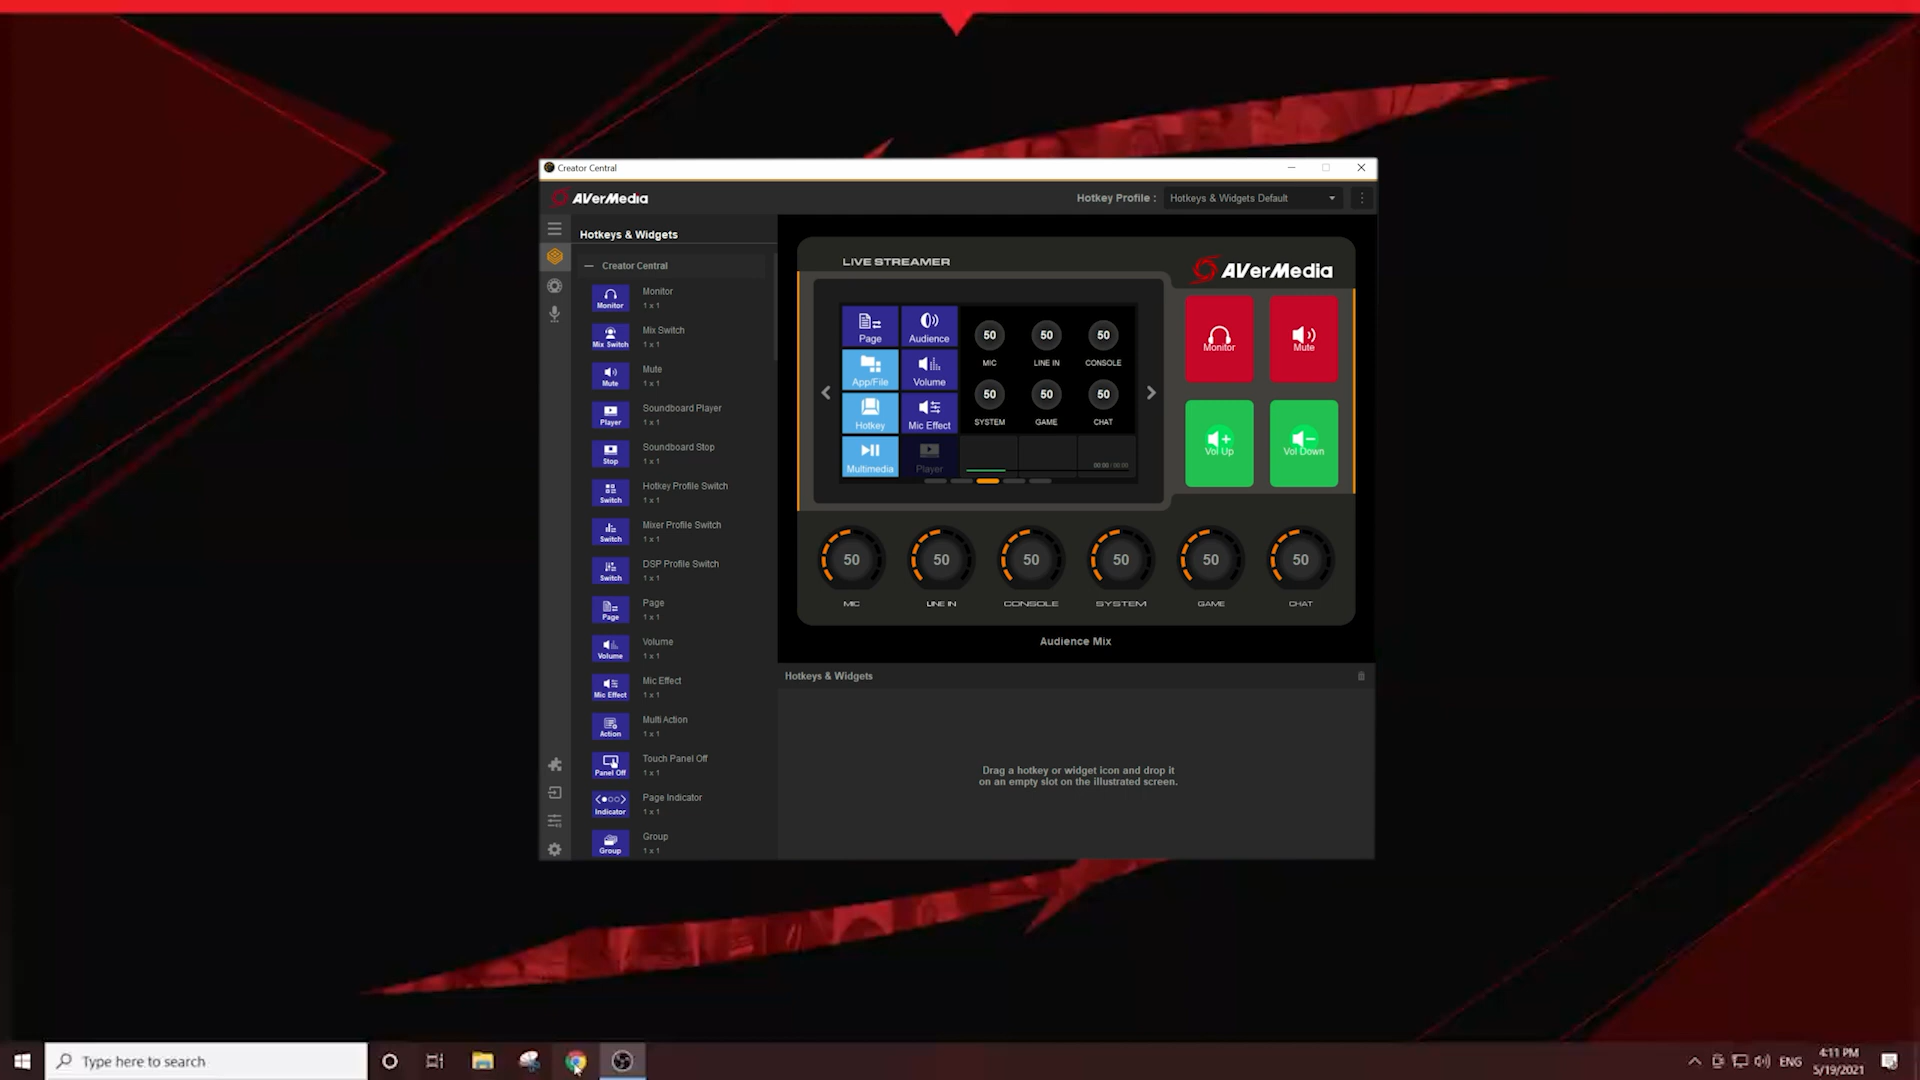 Creator Central
AVerMedia
Hotkey Profile :
Hotkeys & Widgets Default
Hotkeys & Widgets
Creator Central
Monitor
Monitor
1 x 1
Mix Switch
Mix Switch
1 x 1
Mute
Mute
1 x 1
Player
Soundboard Player
1 x 1
Stop
Soundboard Stop
1 x 1
Switch
Hotkey Profile Switch
1 x 1
Switch
Mixer Profile Switch
1 x 1
Switch
DSP Profile Switch
1 x 1
Page
Page
1 x 1
Volume
Volume
1 x 1
Mic Effect
Mic Effect
1 x 1
Action
Multi Action
1 x 1
Panel Off
Touch Panel Off
1 x 1
Indicator
Page Indicator
1 x 1
Group
Group
1 x 1
LIVE STREAMER
AVerMedia
Page
Audience
App/File
Volume
Hotkey
Mic Effect
Multimedia
Player
50 50 50
MIC LINE IN CONSOLE
50 50 50
SYSTEM GAME CHAT
00:00 / 00:00
Monitor
Mute
Vol Up
Vol Down
50 50 50 50 50 50
MIC LINE IN CONSOLE SYSTEM GAME CHAT
Audience Mix
Hotkeys & Widgets
Drag a hotkey or widget icon and drop it
on an empty slot on the illustrated screen.
Type here to search
ENG
4:11 PM
5/19/2021